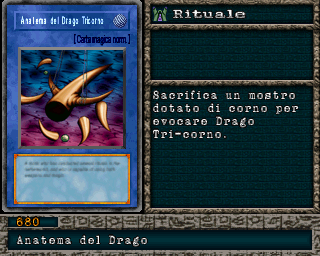 Anatema del Drago Tricorno
[Carta magica norm.]
Rituale
Sacrifica un mostro
dotato di corno per
evocare Drago
Tri-corno.
680
Anatema del Drago